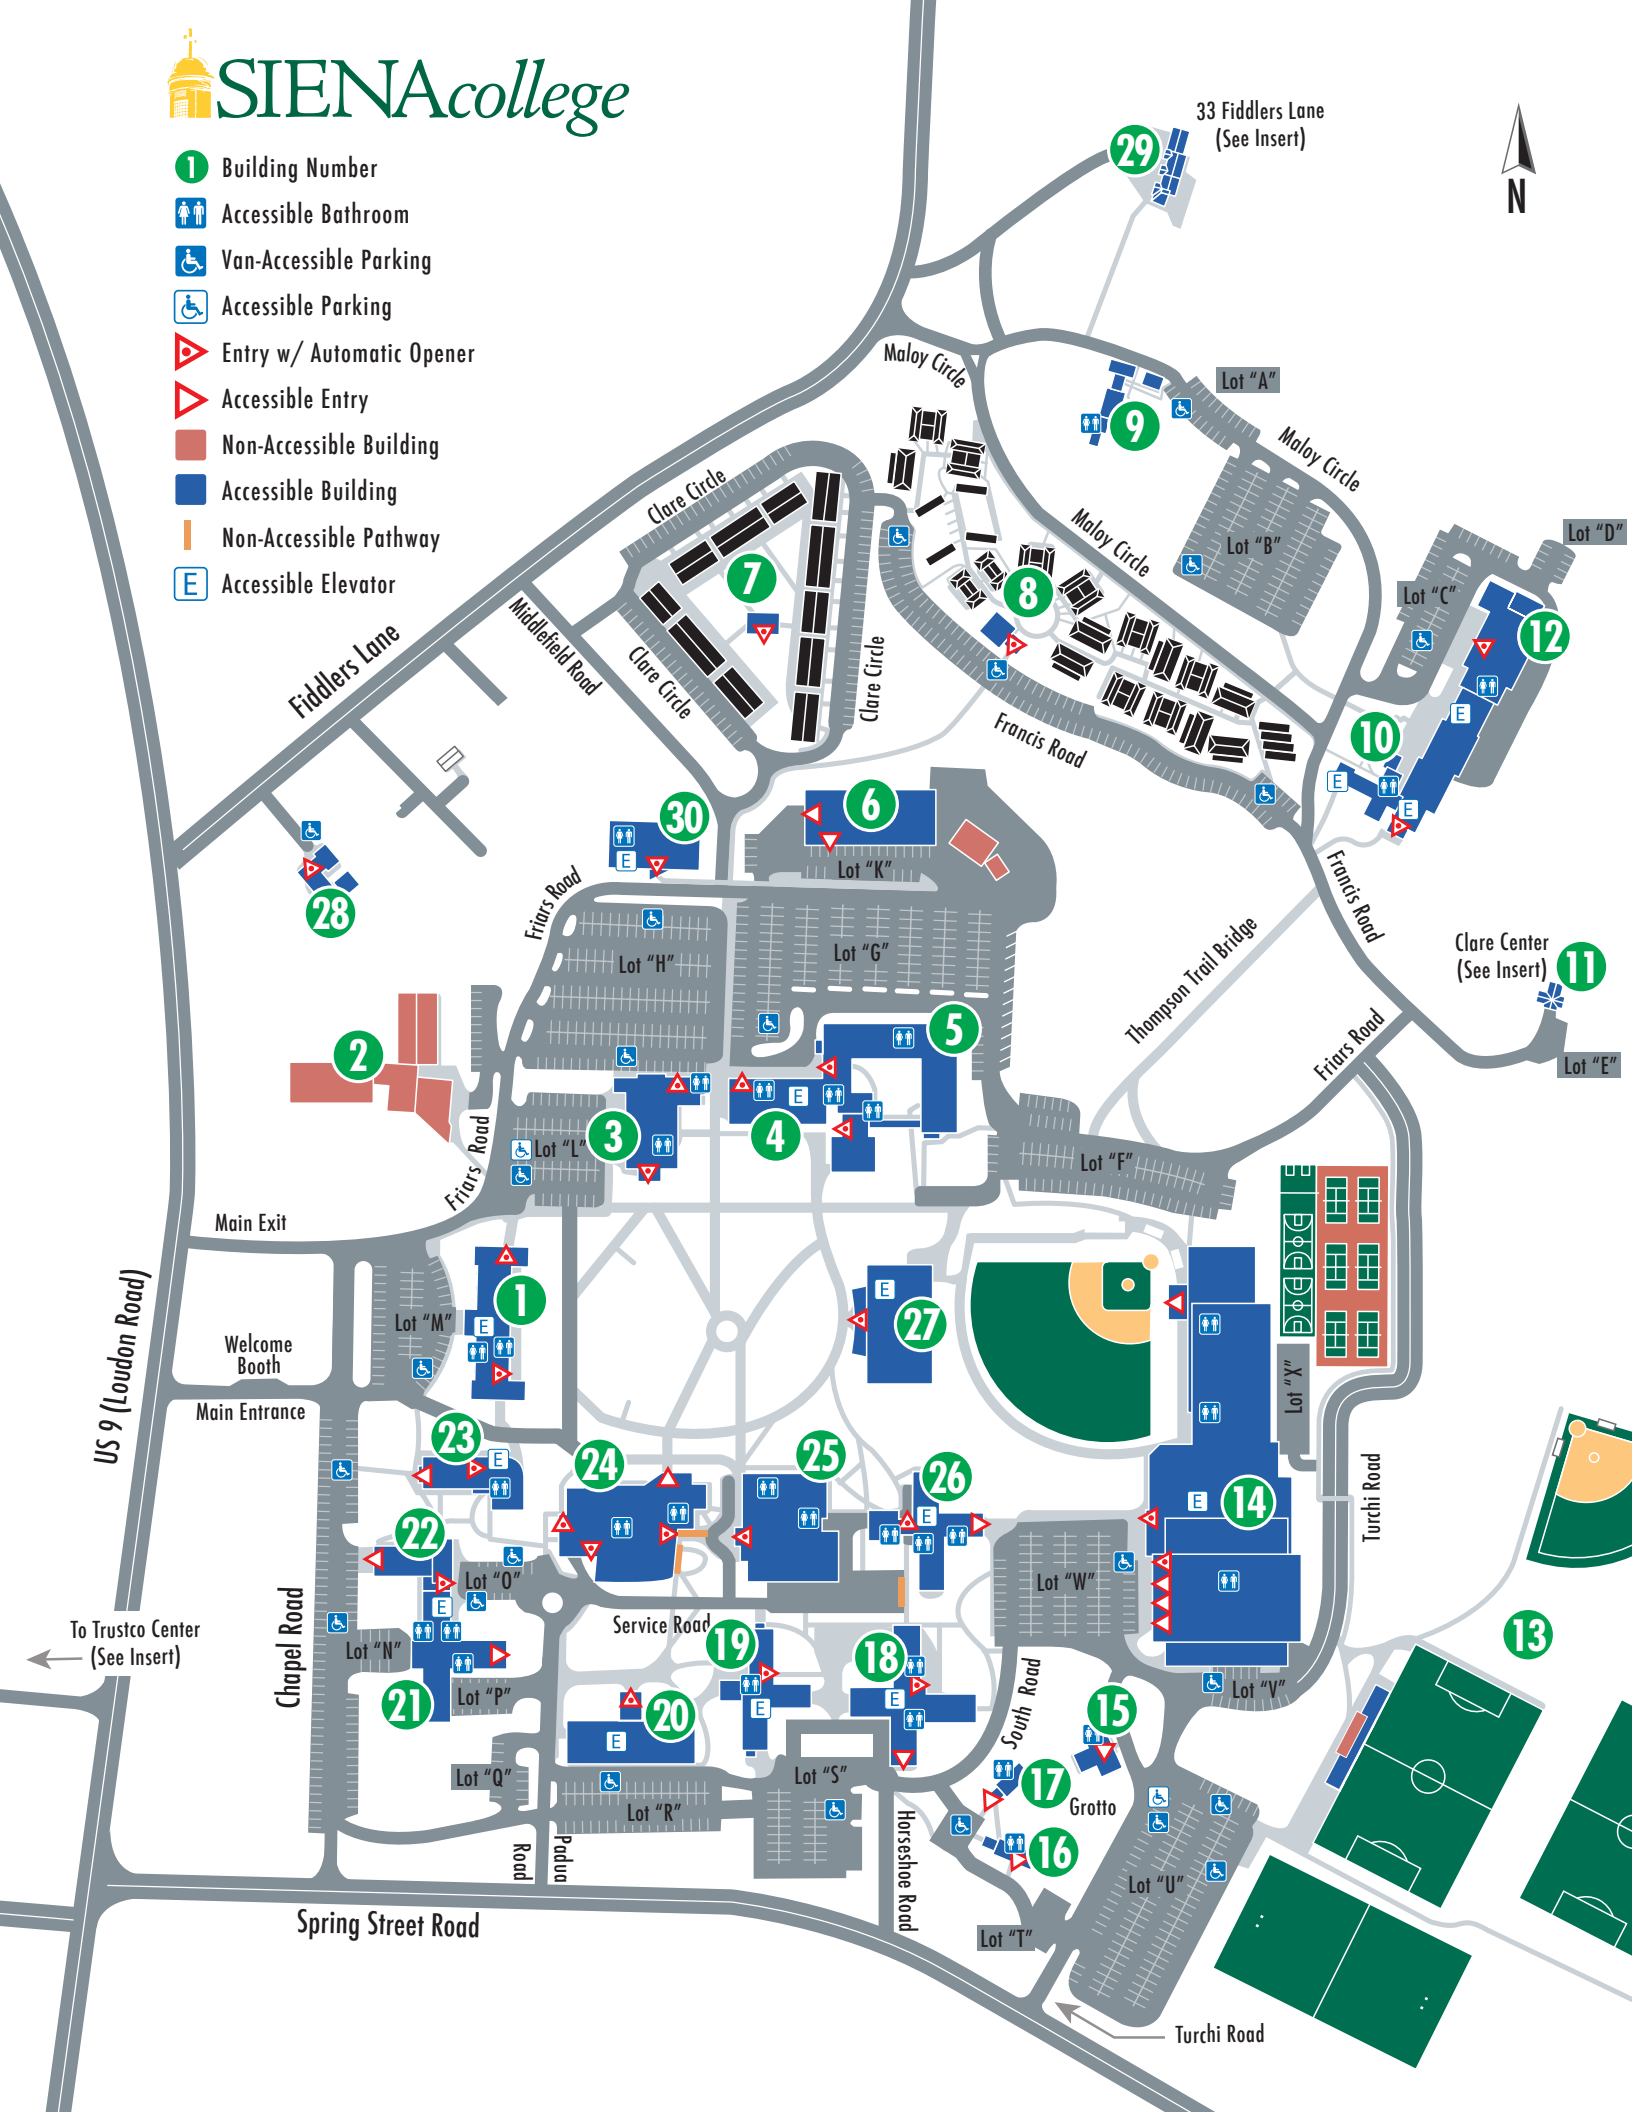 SIENAcollege
1 Building Number
Accessible Bathroom
Van-Accessible Parking
Accessible Parking
Entry w/ Automatic Opener
Accessible Entry
Non-Accessible Building
Accessible Building
Non-Accessible Pathway
E Accessible Elevator
33 Fiddlers Lane
(See Insert)
29
N
Maloy Circle
Lot "A"
9
Maloy Circle
Clare Circle
Maloy Circle
Lot "B"
Lot "D"
7
8
Lot "C"
12
Middlefield Road
Clare Circle
Clare Circle
Fiddlers Lane
Francis Road
E
10
E
E
6
30
E
Lot "K"
28
Friars Road
Francis Road
Lot "H"
Lot "G"
Thompson Trail Bridge
Clare Center
(See Insert)
11
2
5
Friars Road
Lot "E"
E
3
4
Lot "L"
Friars Road
Lot "F"
Main Exit
US 9 (Loudon Road)
1
E
Lot "M"
E
27
Welcome
Booth
Main Entrance
Lot "X"
23
E
24
25
26
E
E
14
Turchi Road
22
Lot "O"
E
Lot "W"
Chapel Road
To Trustco Center
(See Insert)
Service Road
Lot "N"
19
18
13
21
Lot "P"
20
E
E
E
South Road
Lot "V"
15
Lot "Q"
Lot "S"
17
Grotto
Lot "R"
16
Padua
Road
Horseshoe Road
Lot "U"
Spring Street Road
Lot "T"
Turchi Road